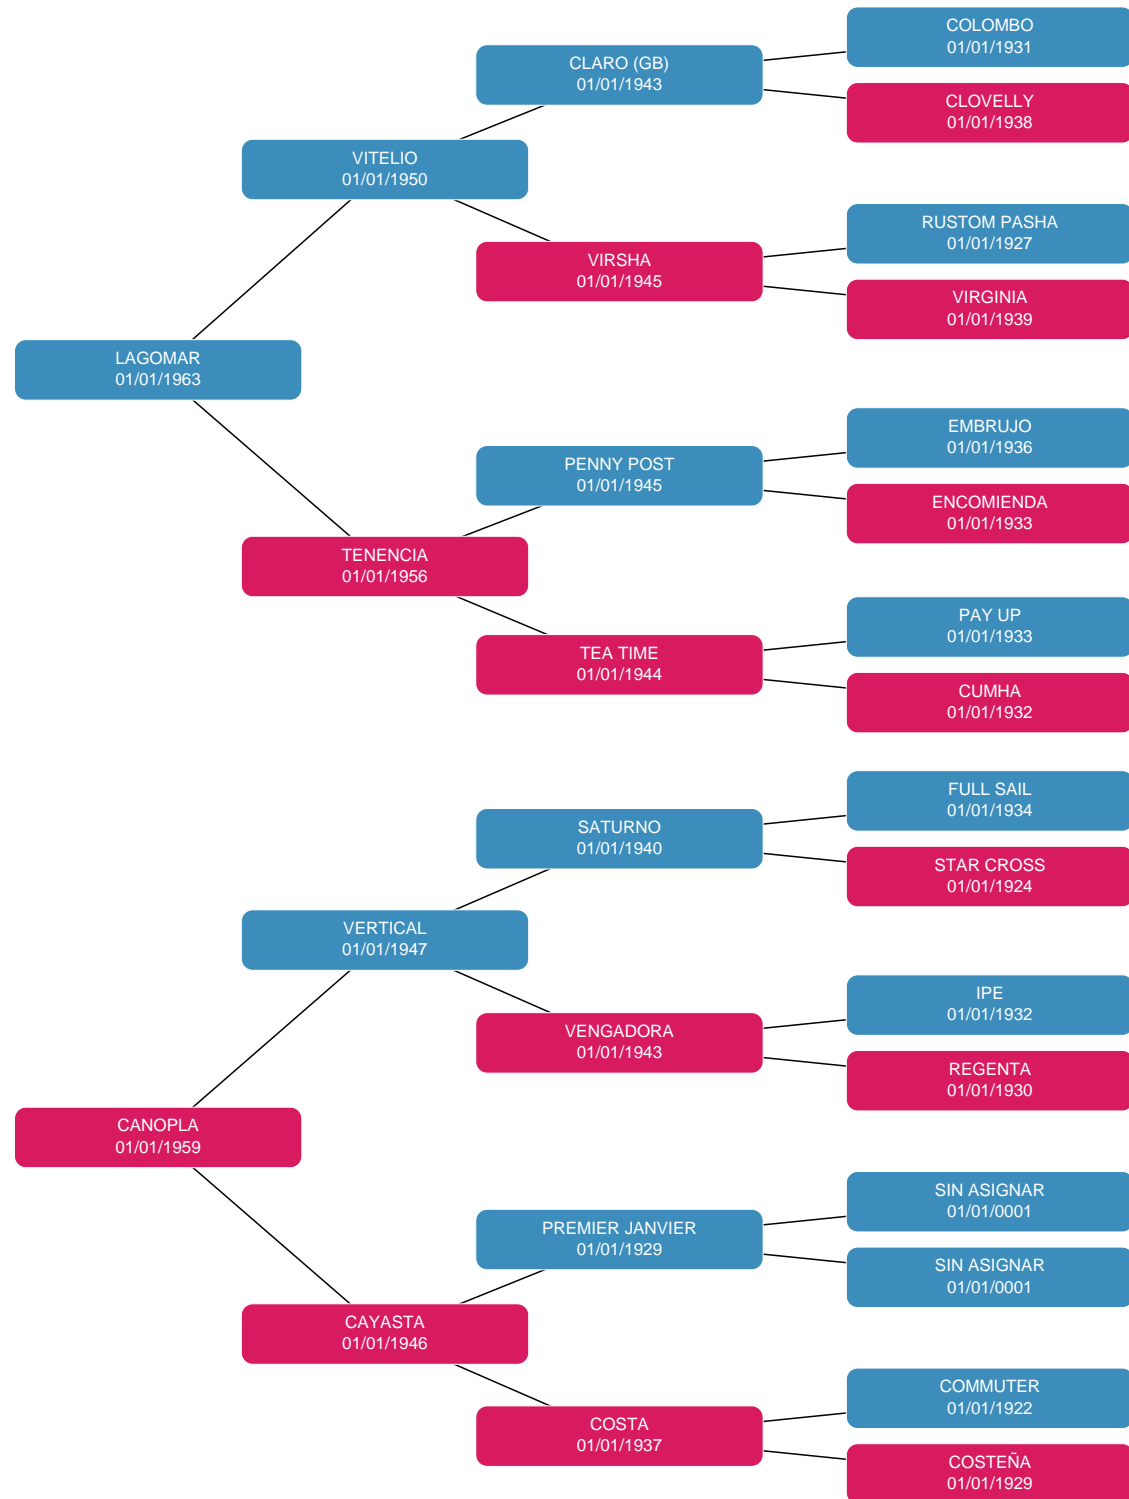 COLOMBO
01/01/1931
CLARO (GB)
01/01/1943
CLOVELLY
01/01/1938
VITELIO
01/01/1950
RUSTOM PASHA
01/01/1927
VIRSHA
01/01/1945
VIRGINIA
01/01/1939
LAGOMAR
01/01/1963
EMBRUJO
01/01/1936
PENNY POST
01/01/1945
ENCOMIENDA
01/01/1933
TENENCIA
01/01/1956
PAY UP
01/01/1933
TEA TIME
01/01/1944
CUMHA
01/01/1932
FULL SAIL
01/01/1934
SATURNO
01/01/1940
STAR CROSS
01/01/1924
VERTICAL
01/01/1947
IPE
01/01/1932
VENGADORA
01/01/1943
REGENTA
01/01/1930
CANOPLA
01/01/1959
SIN ASIGNAR
01/01/0001
PREMIER JANVIER
01/01/1929
SIN ASIGNAR
01/01/0001
CAYASTA
01/01/1946
COMMUTER
01/01/1922
COSTA
01/01/1937
COSTEÑA
01/01/1929